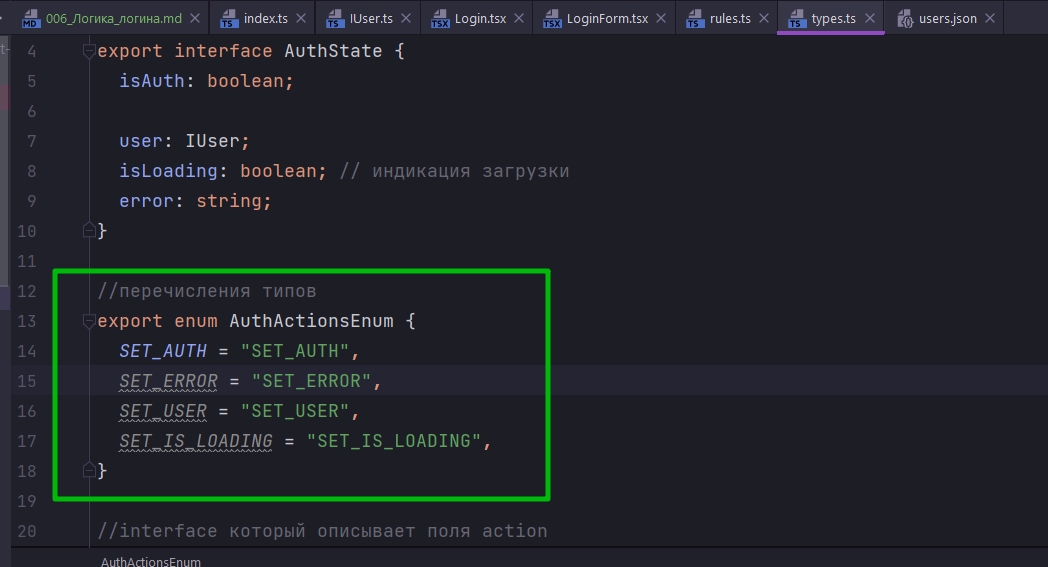 MD 006_Логика_логина.md
TS index.ts
TS IUser.ts
TSX Login.tsx
TSX LoginForm.tsx
TS rules.ts
TS types.ts
users.json
4 export interface AuthState {
5 isAuth: boolean;
6
7 user: IUser;
8 isLoading: boolean; // индикация загрузки
9 error: string;
10 }
11
12 //перечисления типов
13 export enum AuthActionsEnum {
14 SET_AUTH = "SET_AUTH",
15 SET_ERROR = "SET_ERROR",
16 SET_USER = "SET_USER",
17 SET_IS_LOADING = "SET_IS_LOADING",
18 }
19
20 //interface который описывает поля action
AuthActionsEnum